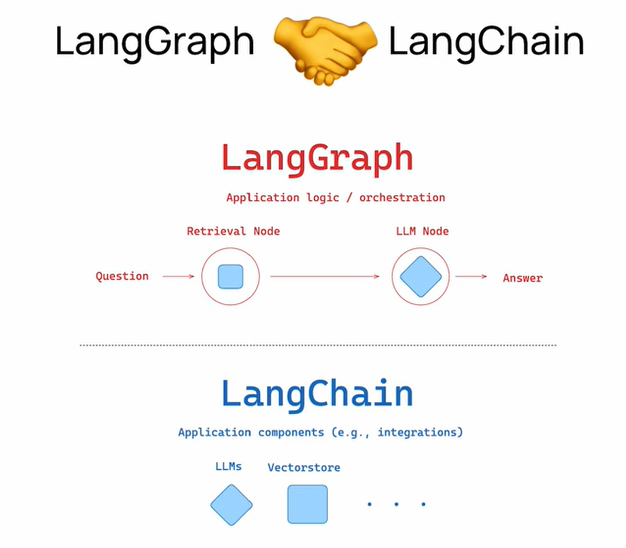 LangGraph 🤝 LangChain
LangGraph
Application logic / orchestration
Retrieval Node
LLM Node
Question
Answer
LangChain
Application components (e.g., integrations)
LLMs
Vectorstore
. . .